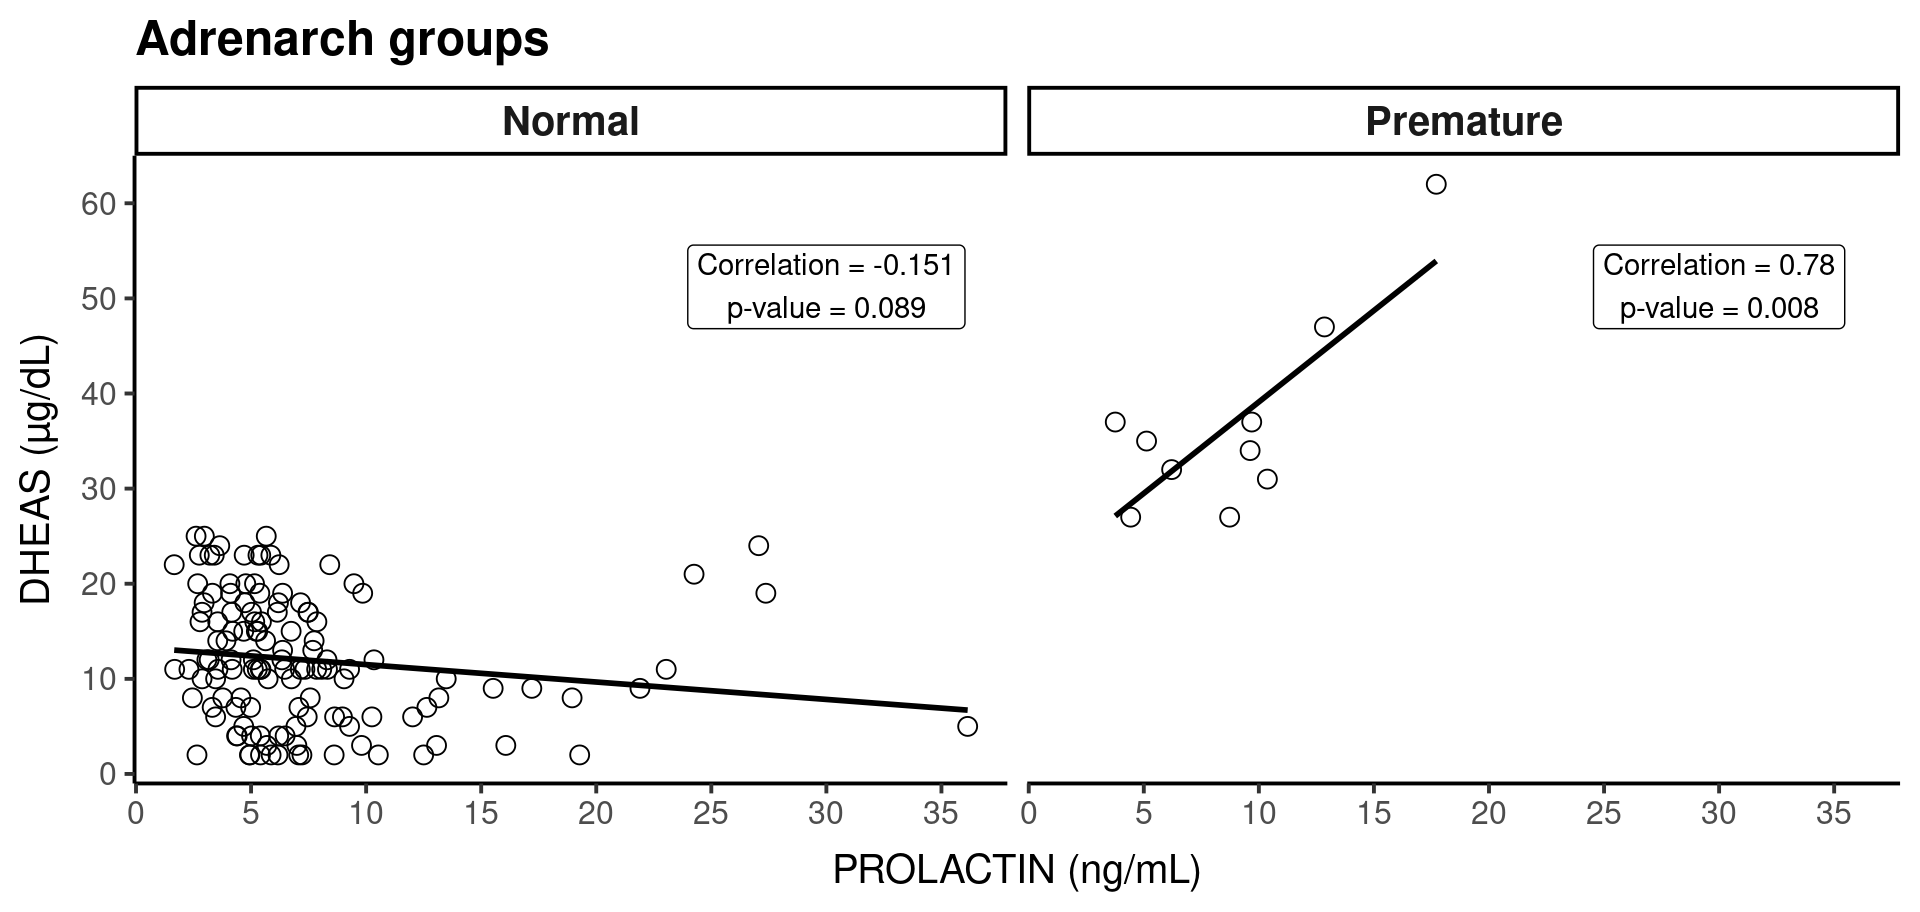 Adrenarch groups
Normal
Premature
Correlation = -0.151
p-value = 0.089
Correlation = 0.78
p-value = 0.008
DHEAS (µg/dL)
60
50
40
30
20
10
0
0 5 10 15 20 25 30 35
0 5 10 15 20 25 30 35
PROLACTIN (ng/mL)